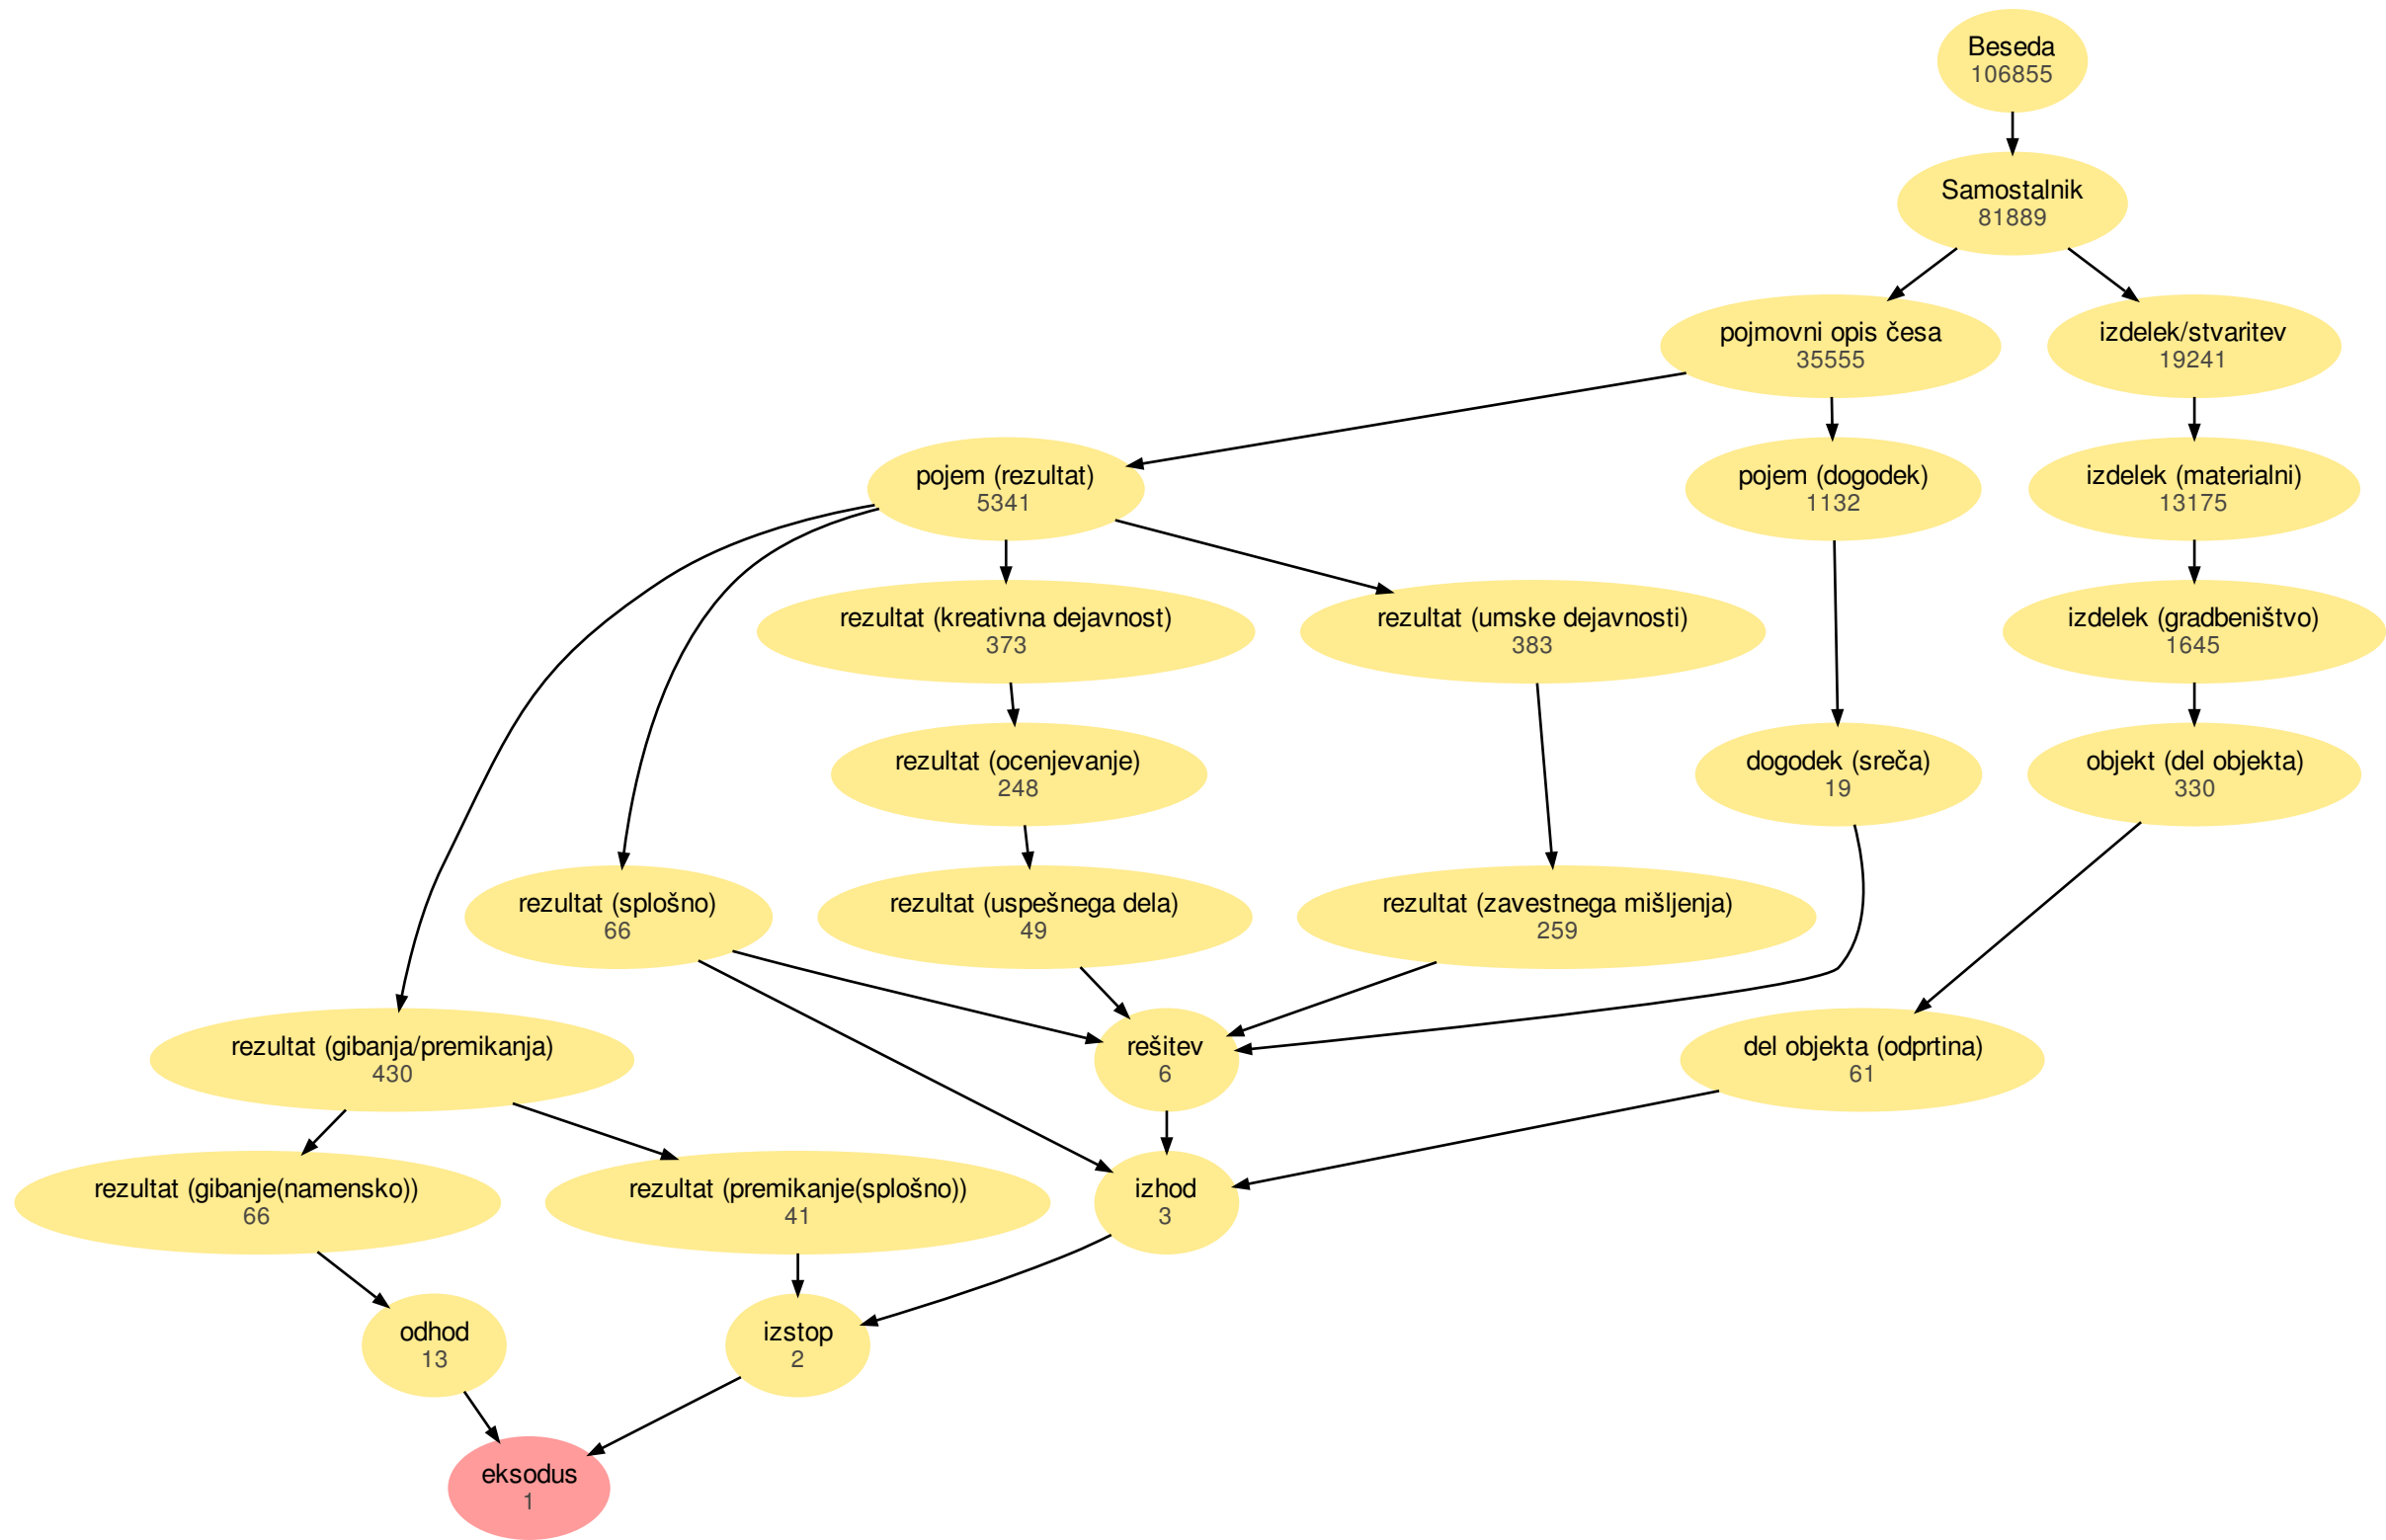 Beseda
106855
Samostalnik
81889
pojmovni opis česa
35555
izdelek/stvaritev
19241
pojem (rezultat)
5341
pojem (dogodek)
1132
izdelek (materialni)
13175
rezultat (kreativna dejavnost)
373
rezultat (umske dejavnosti)
383
izdelek (gradbeništvo)
1645
rezultat (ocenjevanje)
248
dogodek (sreča)
19
objekt (del objekta)
330
rezultat (splošno)
66
rezultat (uspešnega dela)
49
rezultat (zavestnega mišljenja)
259
rezultat (gibanja/premikanja)
430
rešitev
6
del objekta (odprtina)
61
rezultat (gibanje(namensko))
66
rezultat (premikanje(splošno))
41
izhod
3
odhod
13
izstop
2
eksodus
1